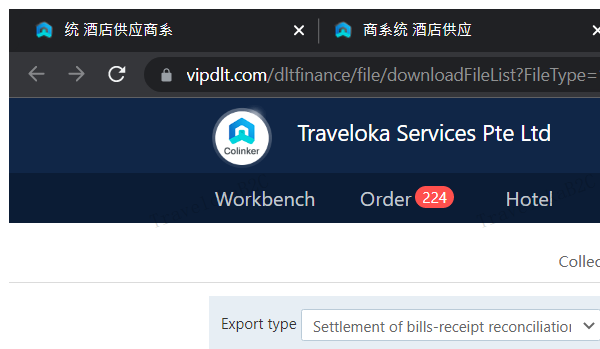 统 酒店供应商系
商系统 酒店供应
vipdlt.com/dltfinance/file/downloadFileList?FileType=
Colinker
Traveloka Services Pte Ltd
Workbench Order 224 Hotel
Collec
Export type Settlement of bills-receipt reconciliation